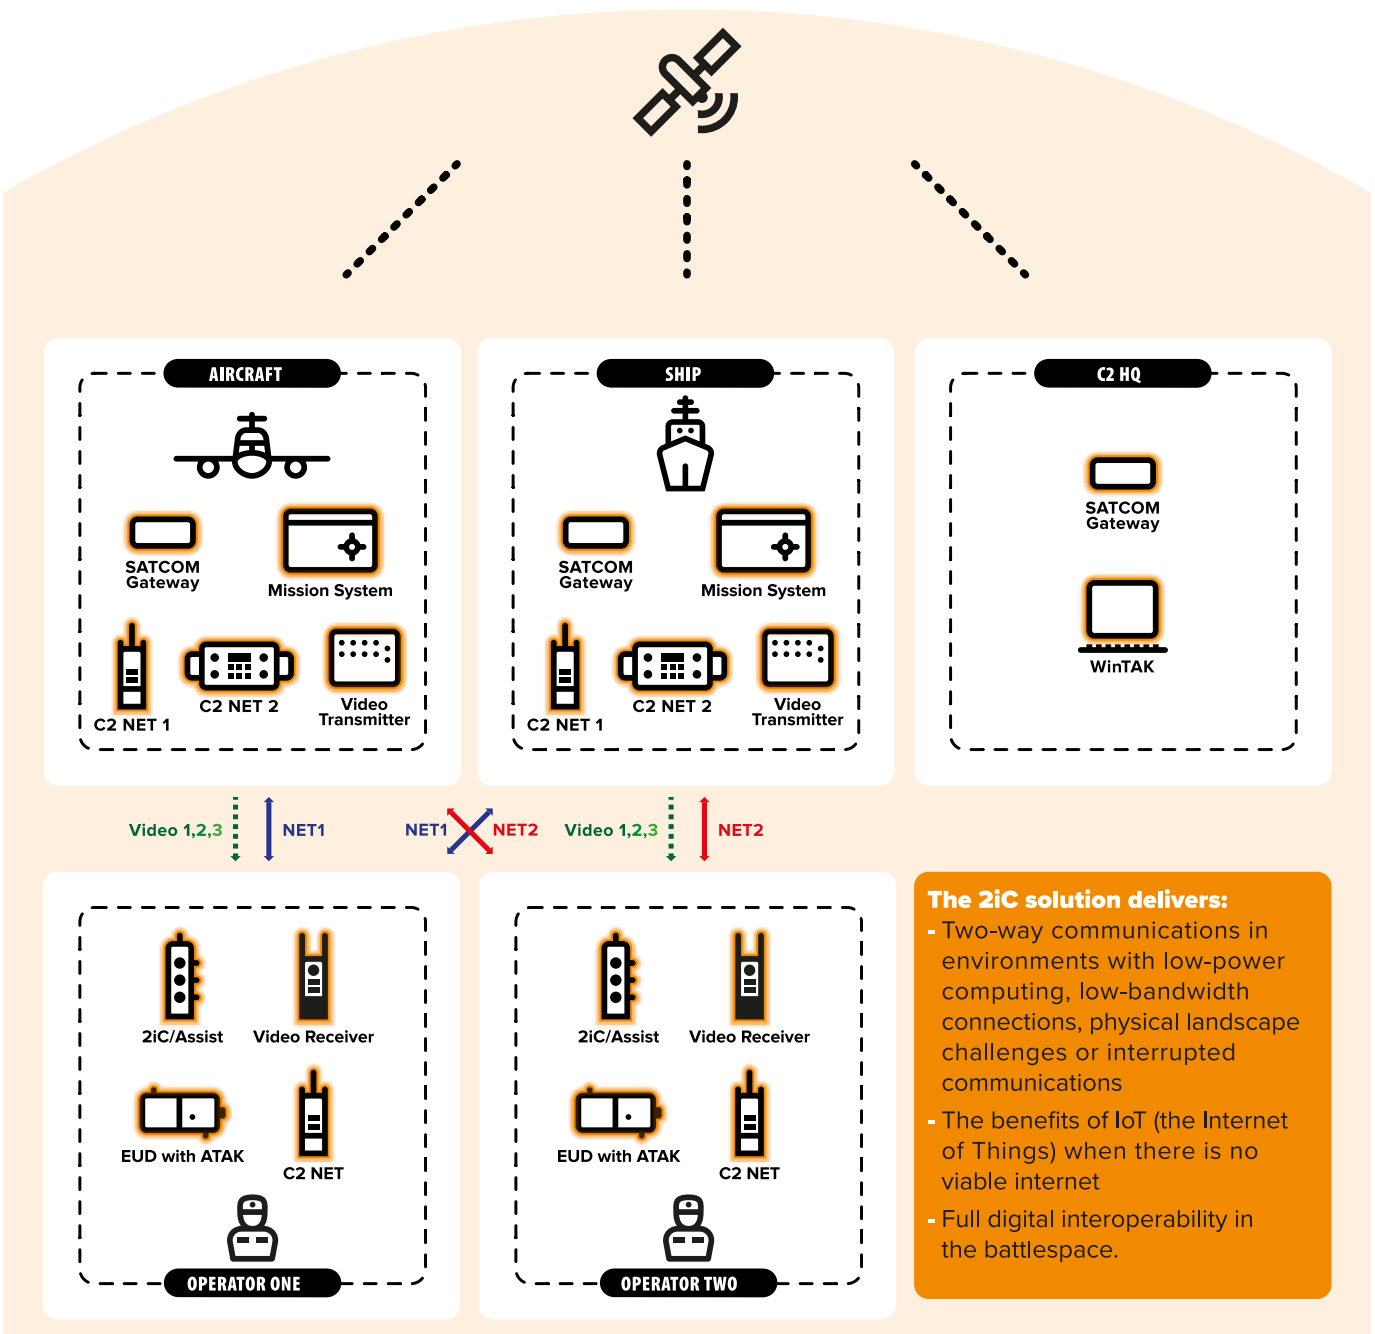 AIRCRAFT
SATCOM
Gateway
Mission System
C2 NET 1
C2 NET 2
Video
Transmitter
SHIP
SATCOM
Gateway
Mission System
C2 NET 1
C2 NET 2
Video
Transmitter
C2 HQ
SATCOM
Gateway
WinTAK
Video 1,2,3
NET1
NET1
NET2
Video 1,2,3
NET2
2iC/Assist
Video Receiver
EUD with ATAK
C2 NET
OPERATOR ONE
2iC/Assist
Video Receiver
EUD with ATAK
C2 NET
OPERATOR TWO
The 2iC solution delivers:
- Two-way communications in
environments with low-power
computing, low-bandwidth
connections, physical landscape
challenges or interrupted
communications
- The benefits of IoT (the Internet
of Things) when there is no
viable internet
- Full digital interoperability in
the battlespace.